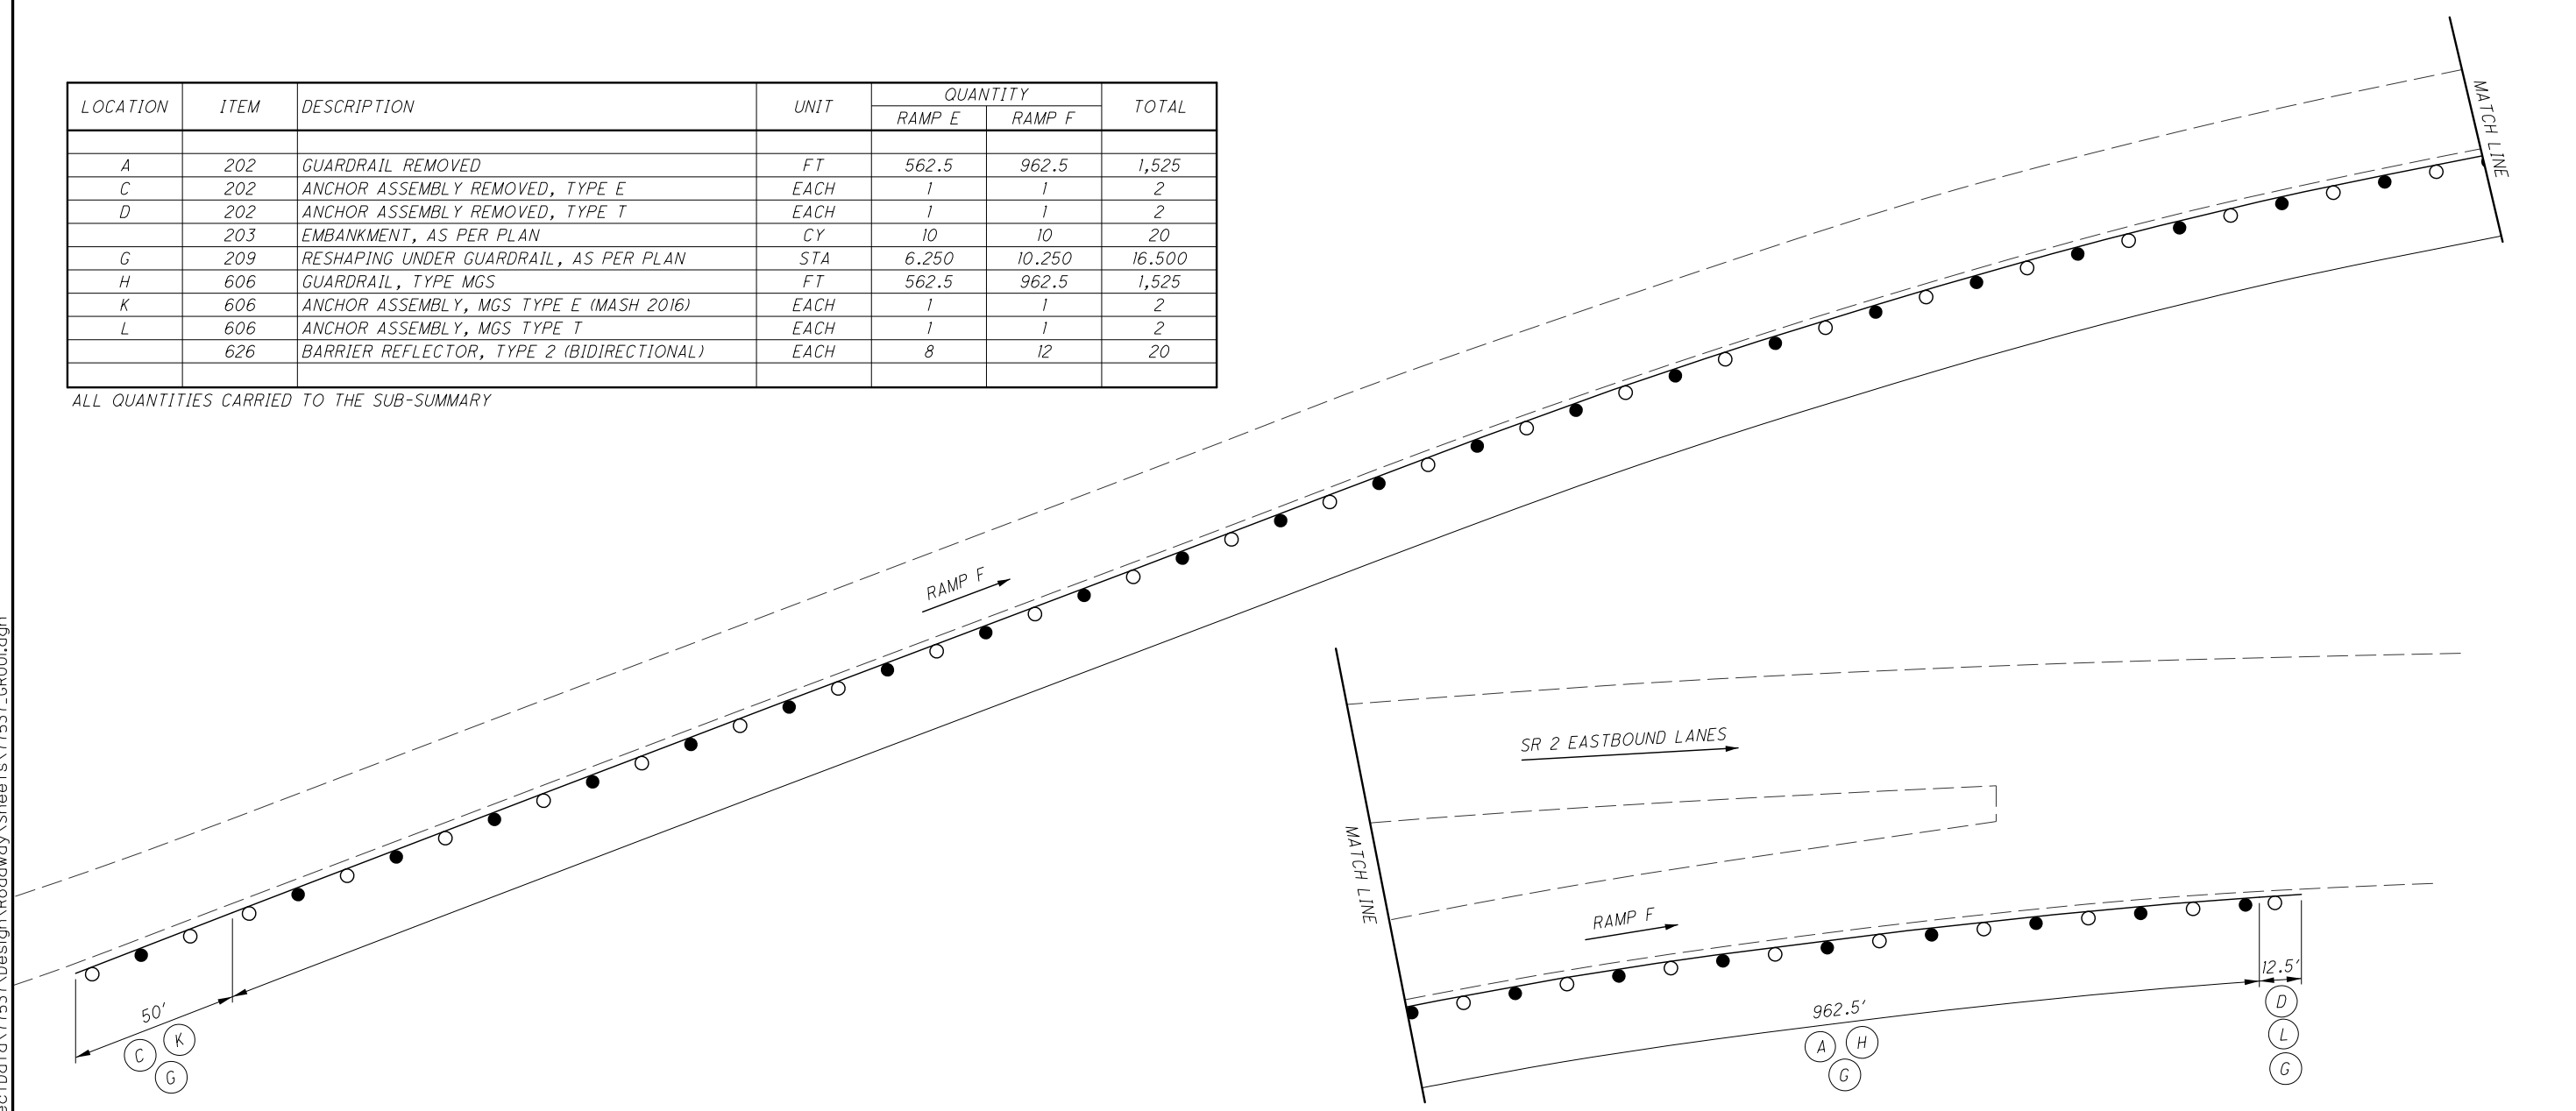 LOCATION ITEM DESCRIPTION UNIT QUANTITY TOTAL
RAMP E RAMP F
A 202 GUARDRAIL REMOVED FT 562.5 962.5 1,525
C 202 ANCHOR ASSEMBLY REMOVED, TYPE E EACH 1 1 2
D 202 ANCHOR ASSEMBLY REMOVED, TYPE T EACH 1 1 2
203 EMBANKMENT, AS PER PLAN CY 10 10 20
G 209 RESHAPING UNDER GUARDRAIL, AS PER PLAN STA 6.250 10.250 16.500
H 606 GUARDRAIL, TYPE MGS FT 562.5 962.5 1,525
K 606 ANCHOR ASSEMBLY, MGS TYPE E (MASH 2016) EACH 1 1 2
L 606 ANCHOR ASSEMBLY, MGS TYPE T EACH 1 1 2
626 BARRIER REFLECTOR, TYPE 2 (BIDIRECTIONAL) EACH 8 12 20
ALL QUANTITIES CARRIED TO THE SUB-SUMMARY
MATCH LINE
RAMP F
50'
C K
G
MATCH LINE
SR 2 EASTBOUND LANES
RAMP F
962.5'
A H
G
12.5'
D
L
G